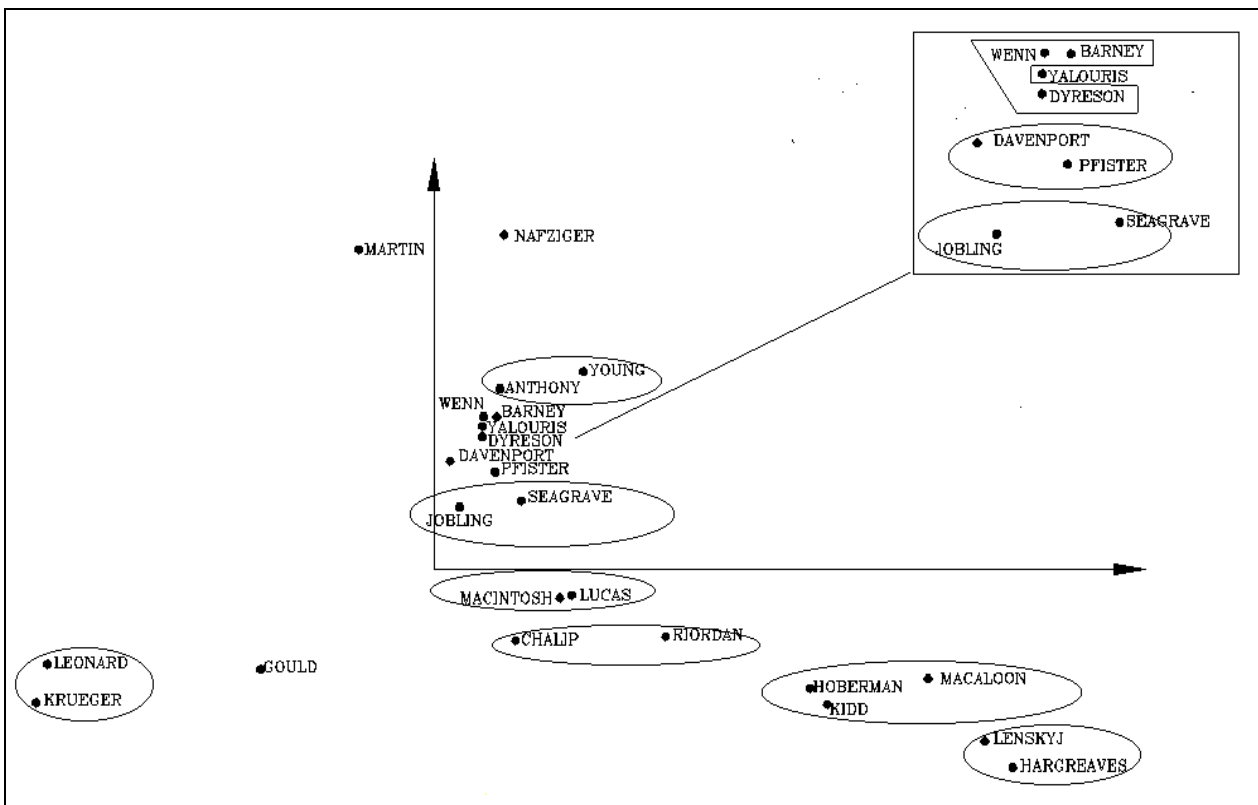 WENN
BARNEY
YALOURIS
DYRESON
DAVENPORT
PFISTER
SEAGRAVE
JOBLING
NAFZIGER
MARTIN
YOUNG
ANTHONY
WENN
BARNEY
YALOURIS
DYRESON
DAVENPORT
PFISTER
SEAGRAVE
JOBLING
MACINTOSH
LUCAS
CHALIP
RIORDAN
LEONARD
GOULD
KRUEGER
HOBERMAN
MACALOON
KIDD
LENSKYJ
HARGREAVES